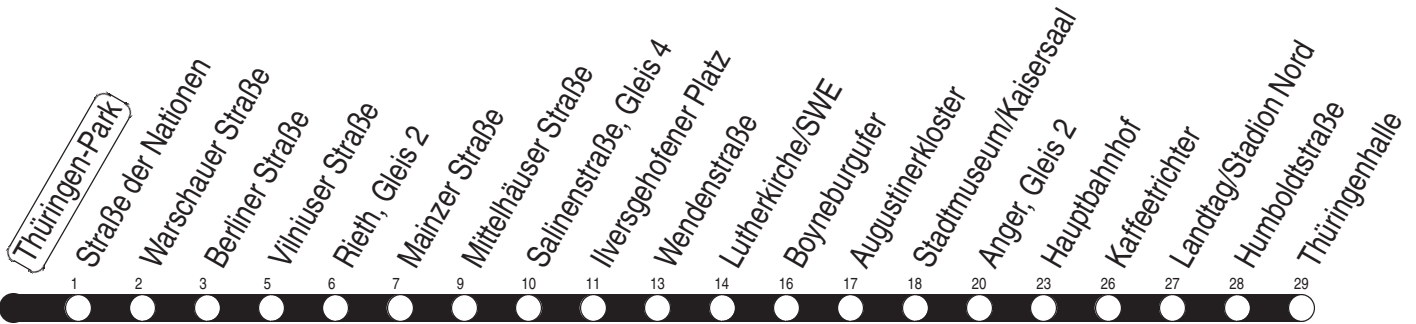 Thüringen-Park
Straße der Nationen
Warschauer Straße
Berliner Straße
Vilniuser Straße
Rieth, Gleis 2
Mainzer Straße
Mittelhäuser Straße
Salinenstraße, Gleis 4
Ilversgehofener Platz
Wendenstraße
Lutherkirche/SWE
Boyneburgufer
Augustinerkloster
Stadtmuseum/Kaisersaal
Anger, Gleis 2
Hauptbahnhof
Kaffeetrichter
Landtag/Stadion Nord
Humboldtstraße
Thüringenhalle
1 2 3 5 6 7 9 10 11 13 14 16 17 18 20 23 26 27 28 29